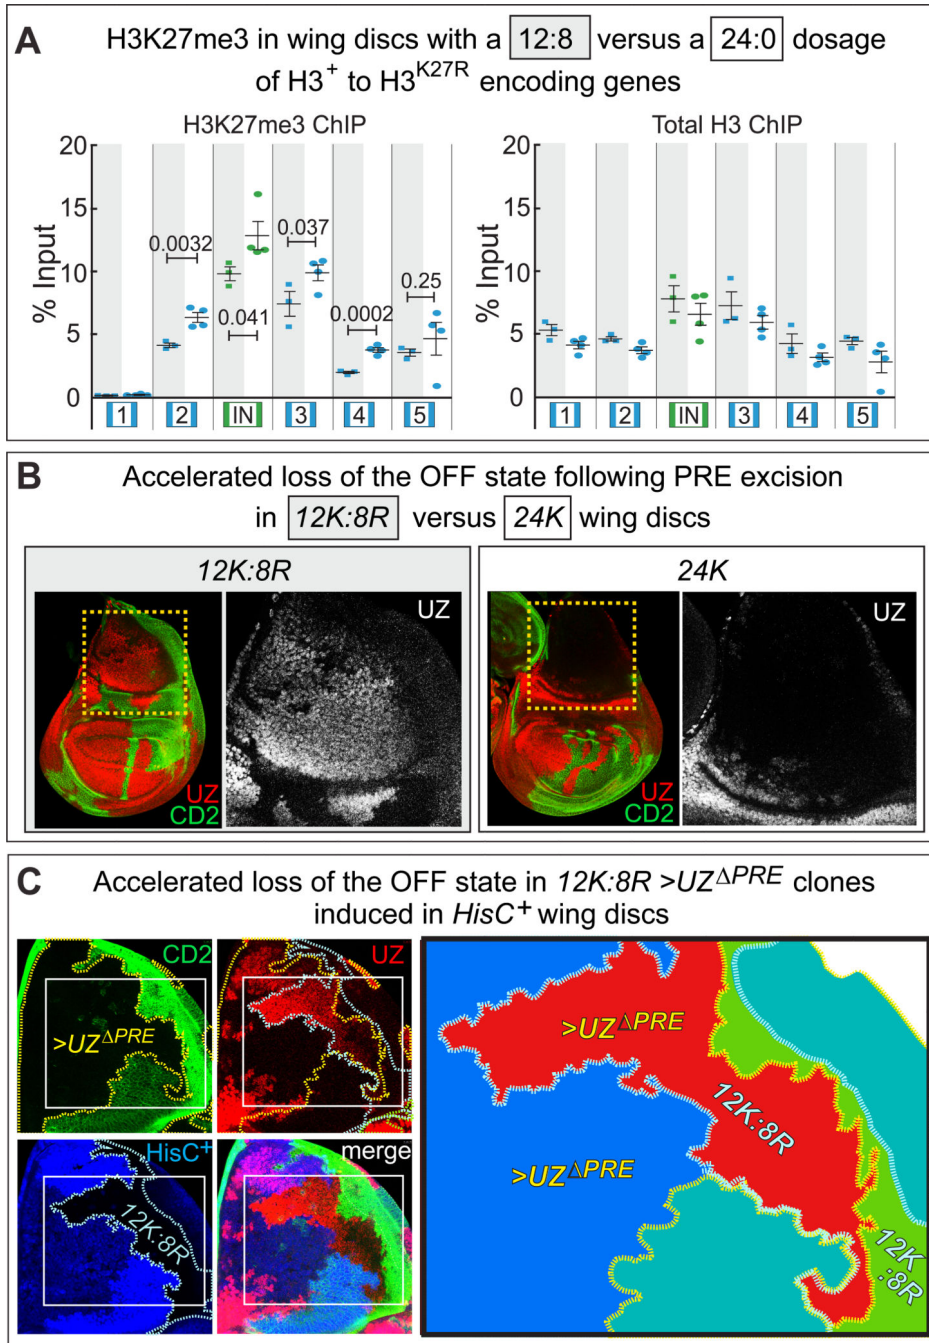 A
H3K27me3 in wing discs with a 12:8 versus a 24:0 dosage
of H3+ to H3K27R encoding genes
H3K27me3 ChIP
Total H3 ChIP
% Input
20
15
10
5
0
0.0032
0.041
0.037
0.0002
0.25
1 2 IN 3 4 5
% Input
20
15
10
5
0
1 2 IN 3 4 5
B
Accelerated loss of the OFF state following PRE excision
in 12K:8R versus 24K wing discs
12K:8R
24K
UZ
CD2
UZ
UZ
CD2
UZ
C
Accelerated loss of the OFF state in 12K:8R >UZΔPRE clones
induced in HisC+ wing discs
CD2
>UZΔPRE
UZ
HisC+
12K:8R
merge
>UZΔPRE
12K:8R
>UZΔPRE
12K
:8R